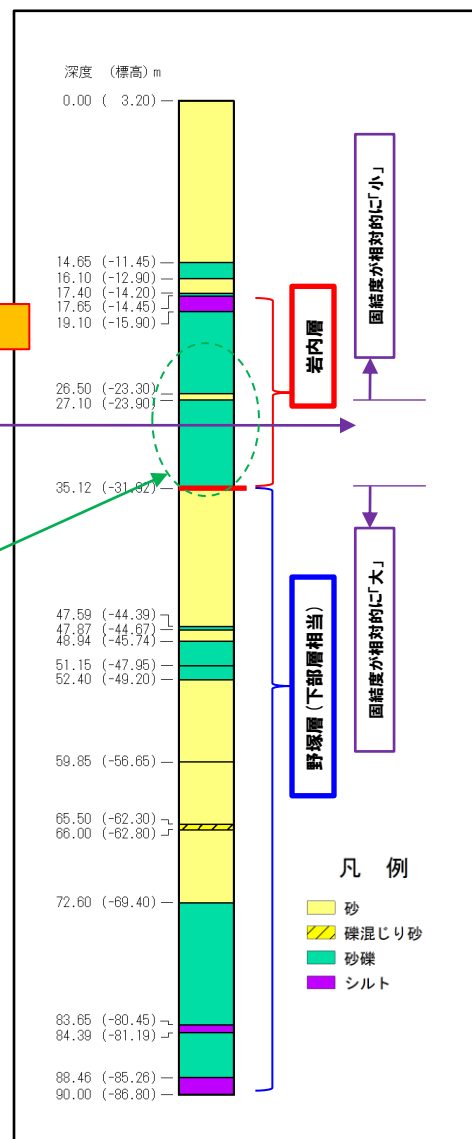 深度 (標高) m
0.00 ( 3.20)
14.65 (-11.45)
16.10 (-12.90)
17.40 (-14.20)
17.65 (-14.45)
19.10 (-15.90)
26.50 (-23.30)
27.10 (-23.90)
35.12 (-31.92)
47.59 (-44.39)
47.87 (-44.67)
48.94 (-45.74)
51.15 (-47.95)
52.40 (-49.20)
59.85 (-56.65)
65.50 (-62.30)
66.00 (-62.80)
72.60 (-69.40)
83.65 (-80.45)
84.39 (-81.19)
88.46 (-85.26)
90.00 (-86.80)
岩内層
野塚層(下部層相当)
固結度が相対的に「小」
固結度が相対的に「大」
凡 例
砂
礫混じり砂
砂礫
シルト